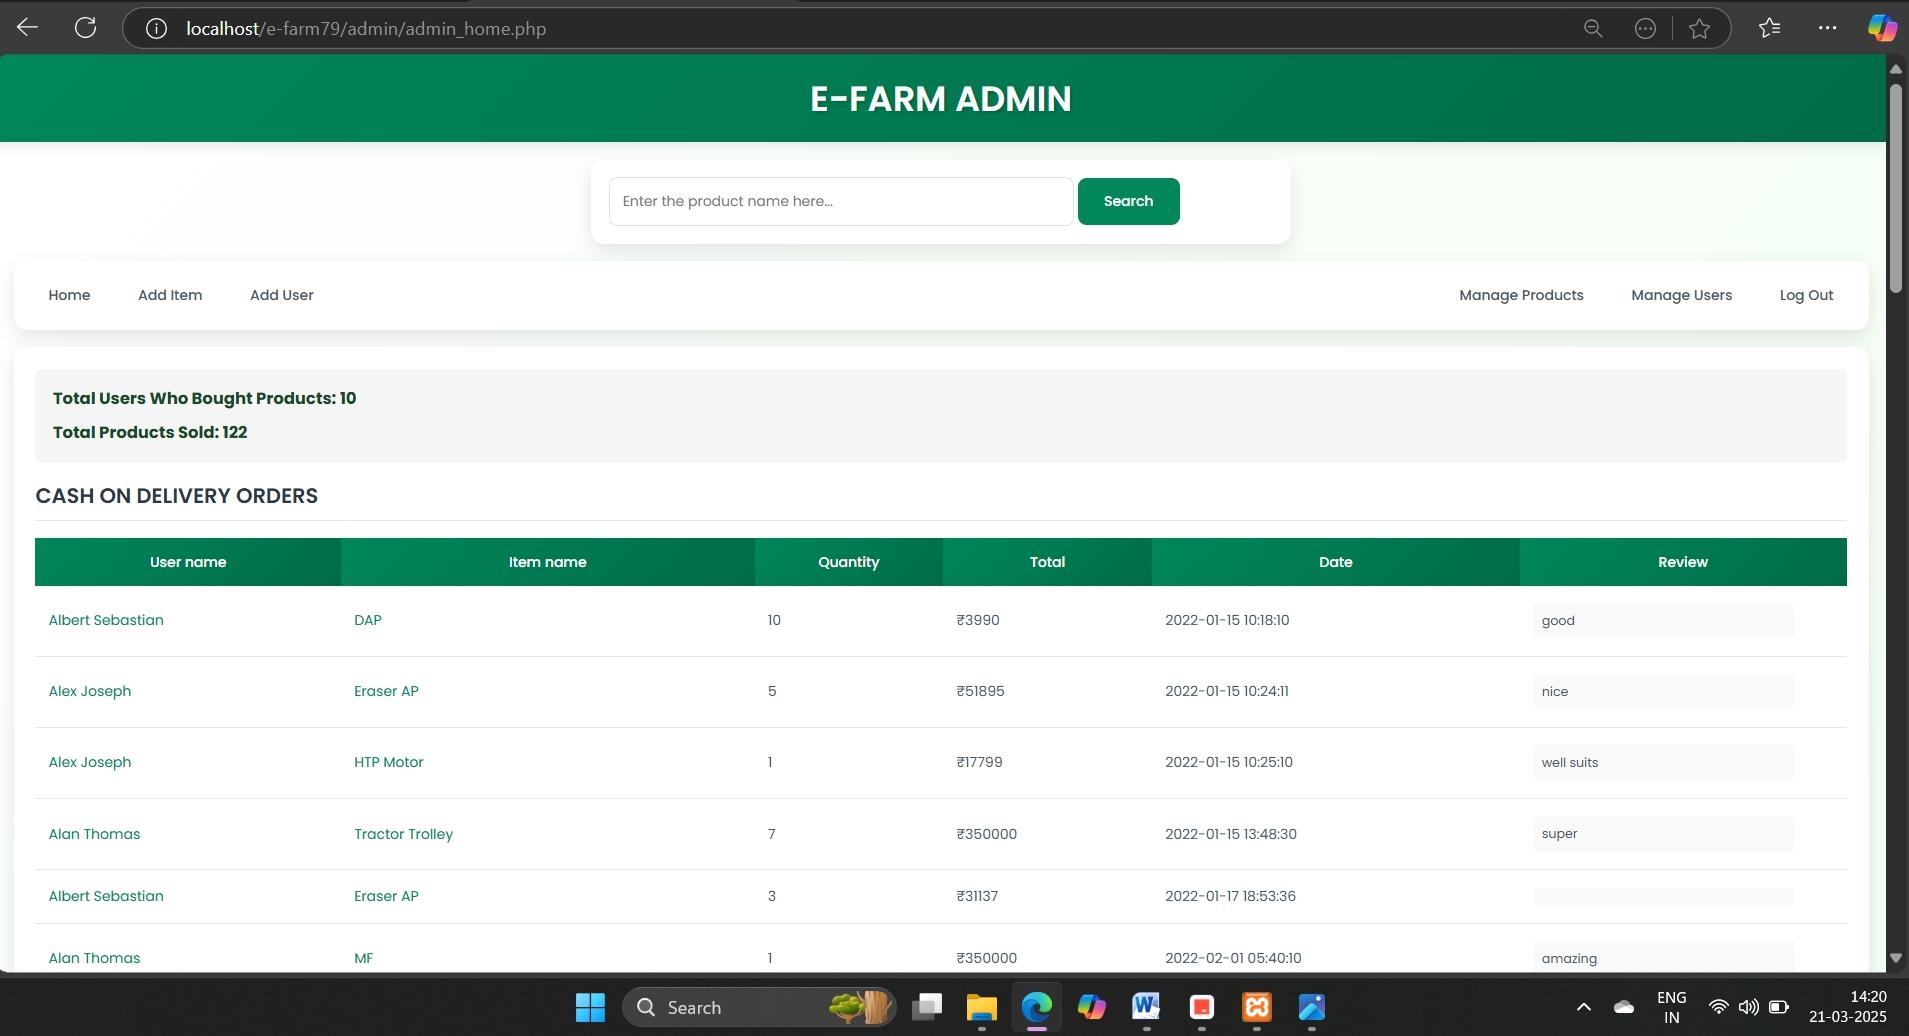 localhost/e-farm79/admin/admin_home.php
E-FARM ADMIN
Enter the product name here...
Search
Home Add Item Add User Manage Products Manage Users Log Out
Total Users Who Bought Products: 10
Total Products Sold: 122
CASH ON DELIVERY ORDERS
User name Item name Quantity Total Date Review
Albert Sebastian DAP 10 ₹3990 2022-01-15 10:18:10 good
Alex Joseph Eraser AP 5 ₹51895 2022-01-15 10:24:11 nice
Alex Joseph HTP Motor 1 ₹17799 2022-01-15 10:25:10 well suits
Alan Thomas Tractor Trolley 7 ₹350000 2022-01-15 13:48:30 super
Albert Sebastian Eraser AP 3 ₹31137 2022-01-17 18:53:36
Alan Thomas MF 1 ₹350000 2022-02-01 05:40:10 amazing
Search
ENG
IN
14:20
21-03-2025